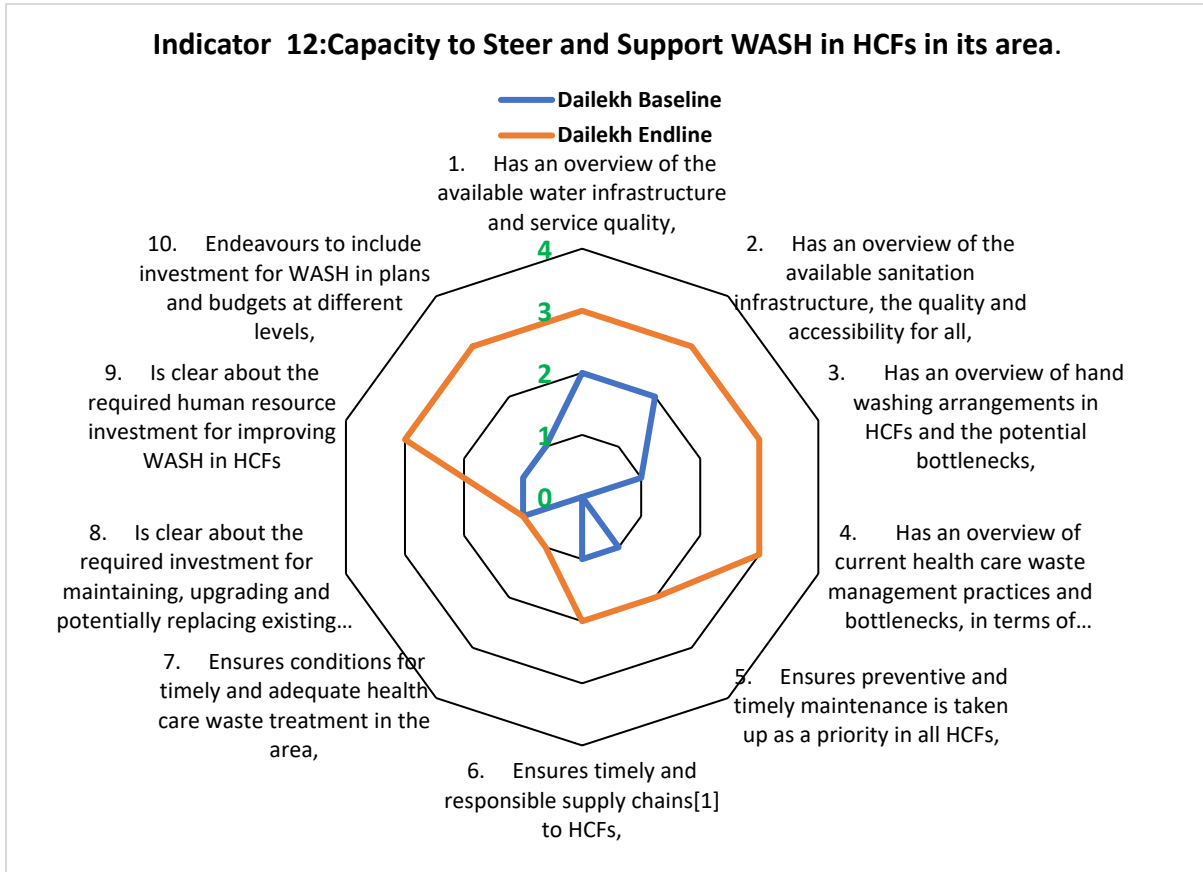 Indicator  12:Capacity to Steer and Support WASH in HCFs in its area.
Dailekh Baseline
Dailekh Endline
1. Has an overview of the
available water infrastructure
and service quality,
2. Has an overview of the
available sanitation
infrastructure, the quality and
accessibility for all,
3. Has an overview of hand
washing arrangements in
HCFs and the potential
bottlenecks,
4. Has an overview of
current health care waste
management practices and
bottlenecks, in terms of…
5. Ensures preventive and
timely maintenance is taken
up as a priority in all HCFs,
6. Ensures timely and
responsible supply chains[1]
to HCFs,
7. Ensures conditions for
timely and adequate health
care waste treatment in the
area,
8. Is clear about the
required investment for
maintaining, upgrading and
potentially replacing existing…
9. Is clear about the
required human resource
investment for improving
WASH in HCFs
10. Endeavours to include
investment for WASH in plans
and budgets at different
levels,
4
3
2
1
0